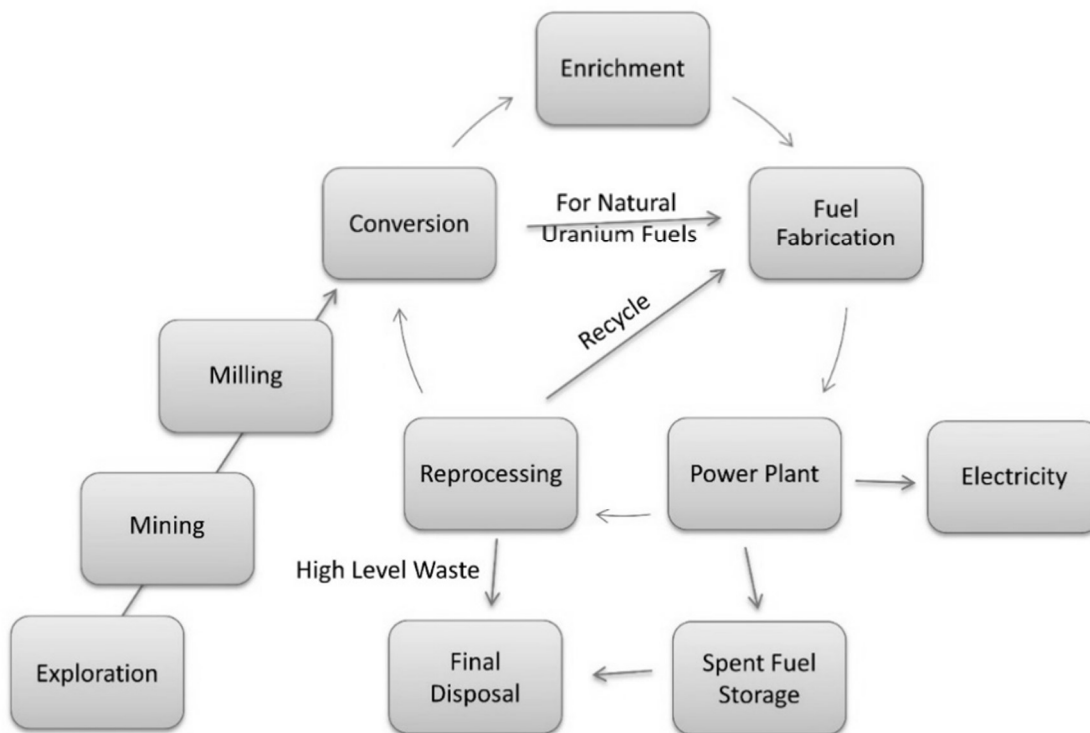 Enrichment
Conversion
For Natural
Uranium Fuels
Fuel
Fabrication
Recycle
Milling
Reprocessing
Power Plant
Electricity
Mining
High Level Waste
Exploration
Final
Disposal
Spent Fuel
Storage